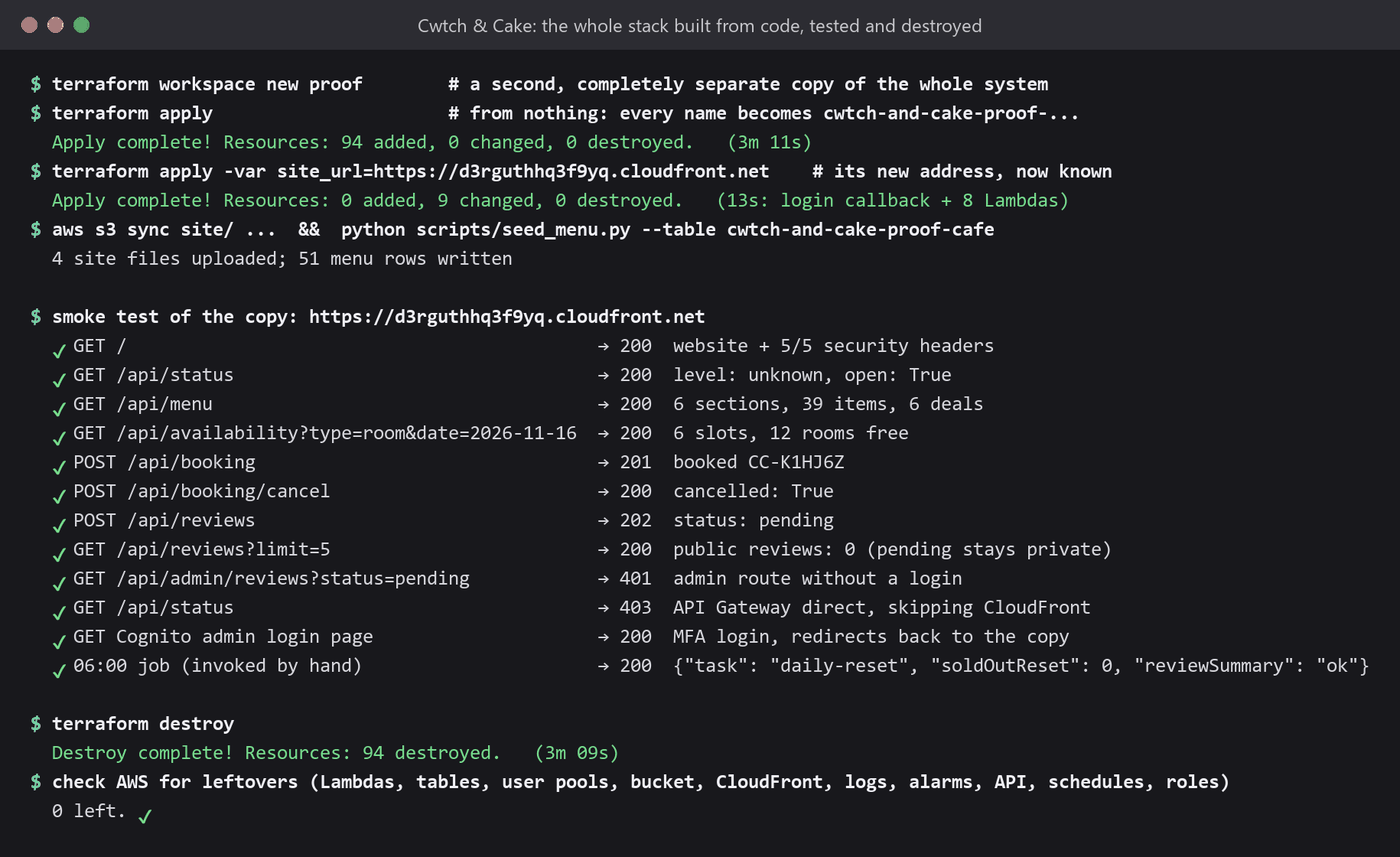 Cwtch & Cake: the whole stack built from code, tested and destroyed
$ terraform workspace new proof        # a second, completely separate copy of the whole system
$ terraform apply                      # from nothing: every name becomes cwtch-and-cake-proof-...
Apply complete! Resources: 94 added, 0 changed, 0 destroyed.   (3m 11s)
$ terraform apply -var site_url=https://d3rguthhq3f9yq.cloudfront.net    # its new address, now known
Apply complete! Resources: 0 added, 9 changed, 0 destroyed.   (13s: login callback + 8 Lambdas)
$ aws s3 sync site/ ...  &&  python scripts/seed_menu.py --table cwtch-and-cake-proof-cafe
4 site files uploaded; 51 menu rows written
$ smoke test of the copy: https://d3rguthhq3f9yq.cloudfront.net
✓ GET /                                            → 200  website + 5/5 security headers
✓ GET /api/status                                  → 200  level: unknown, open: True
✓ GET /api/menu                                    → 200  6 sections, 39 items, 6 deals
✓ GET /api/availability?type=room&date=2026-11-16  → 200  6 slots, 12 rooms free
✓ POST /api/booking                                → 201  booked CC-K1HJ6Z
✓ POST /api/booking/cancel                         → 200  cancelled: True
✓ POST /api/reviews                                → 202  status: pending
✓ GET /api/reviews?limit=5                         → 200  public reviews: 0 (pending stays private)
✓ GET /api/admin/reviews?status=pending            → 401  admin route without a login
✓ GET /api/status                                  → 403  API Gateway direct, skipping CloudFront
✓ GET Cognito admin login page                     → 200  MFA login, redirects back to the copy
✓ 06:00 job (invoked by hand)                      → 200  {"task": "daily-reset", "soldOutReset": 0, "reviewSummary": "ok"}
$ terraform destroy
Destroy complete! Resources: 94 destroyed.   (3m 09s)
$ check AWS for leftovers (Lambdas, tables, user pools, bucket, CloudFront, logs, alarms, API, schedules, roles)
0 left. ✓